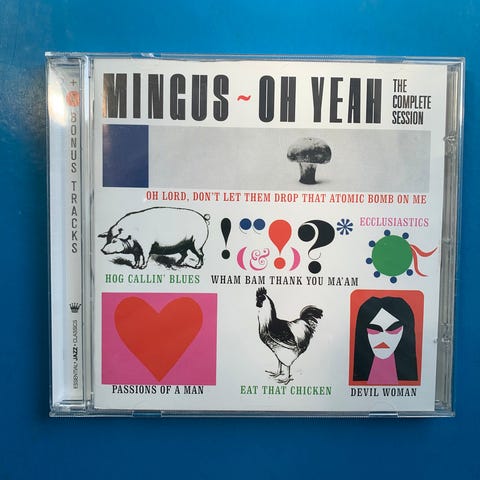 MINGUS ~ OH YEAH
THE
COMPLETE
SESSION
OH LORD, DON'T LET THEM DROP THAT ATOMIC BOMB ON ME
!""(&)!?*
ECCLUSIASTICS
HOG CALLIN' BLUES
WHAM BAM THANK YOU MA'AM
PASSIONS OF A MAN
EAT THAT CHICKEN
DEVIL WOMAN
BONUS TRACKS
ESSENTIAL • JAZZ • CLASSICS